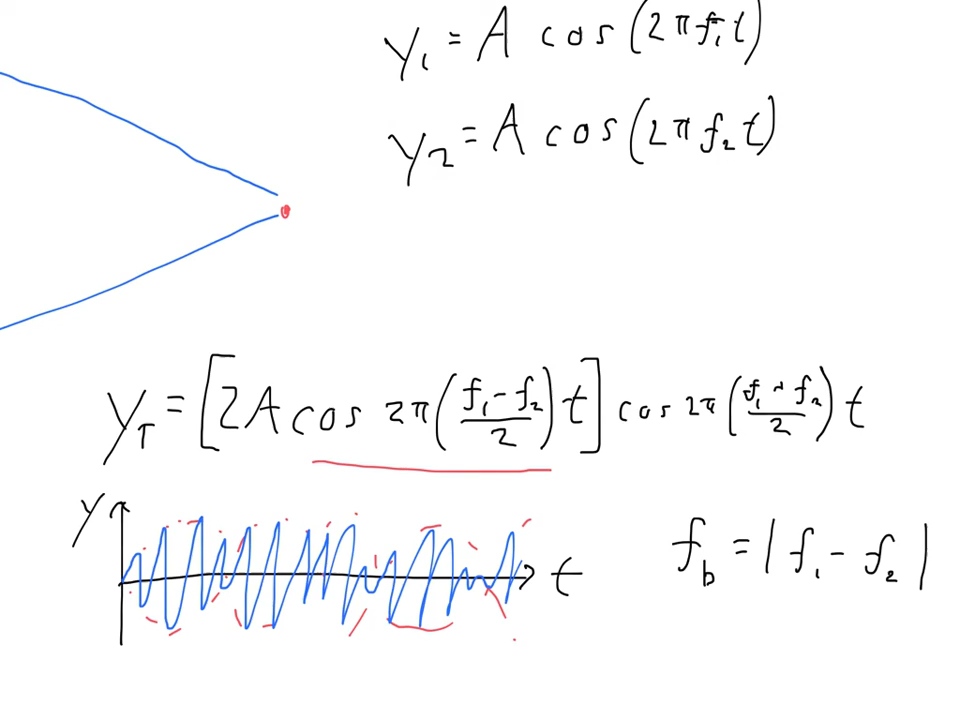 y₁ = A cos(2πf₁t)
y₂ = A cos(2πf₂t)
y_T = [2A cos 2π((f₁ - f₂)/2)t] cos 2π((f₁ + f₂)/2)t
y
t
f_b = |f₁ - f₂|